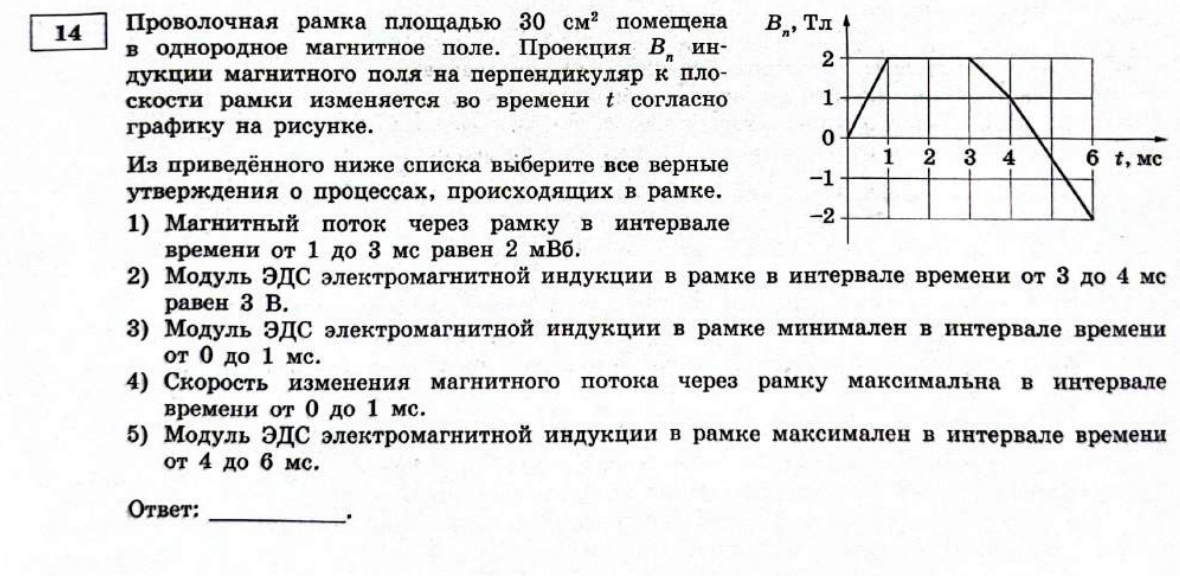 14
Проволочная рамка площадью 30 см² помещена
в однородное магнитное поле. Проекция Bₙ ин-
дукции магнитного поля на перпендикуляр к пло-
скости рамки изменяется во времени t согласно
графику на рисунке.
Из приведённого ниже списка выберите все верные
утверждения о процессах, происходящих в рамке.
1) Магнитный поток через рамку в интервале
времени от 1 до 3 мс равен 2 мВб.
Bₙ, Тл
2
1
0
−1
−2
1 2 3 4 6 t, мс
2) Модуль ЭДС электромагнитной индукции в рамке в интервале времени от 3 до 4 мс
равен 3 В.
3) Модуль ЭДС электромагнитной индукции в рамке минимален в интервале времени
от 0 до 1 мс.
4) Скорость изменения магнитного потока через рамку максимальна в интервале
времени от 0 до 1 мс.
5) Модуль ЭДС электромагнитной индукции в рамке максимален в интервале времени
от 4 до 6 мс.
Ответ: ____________.